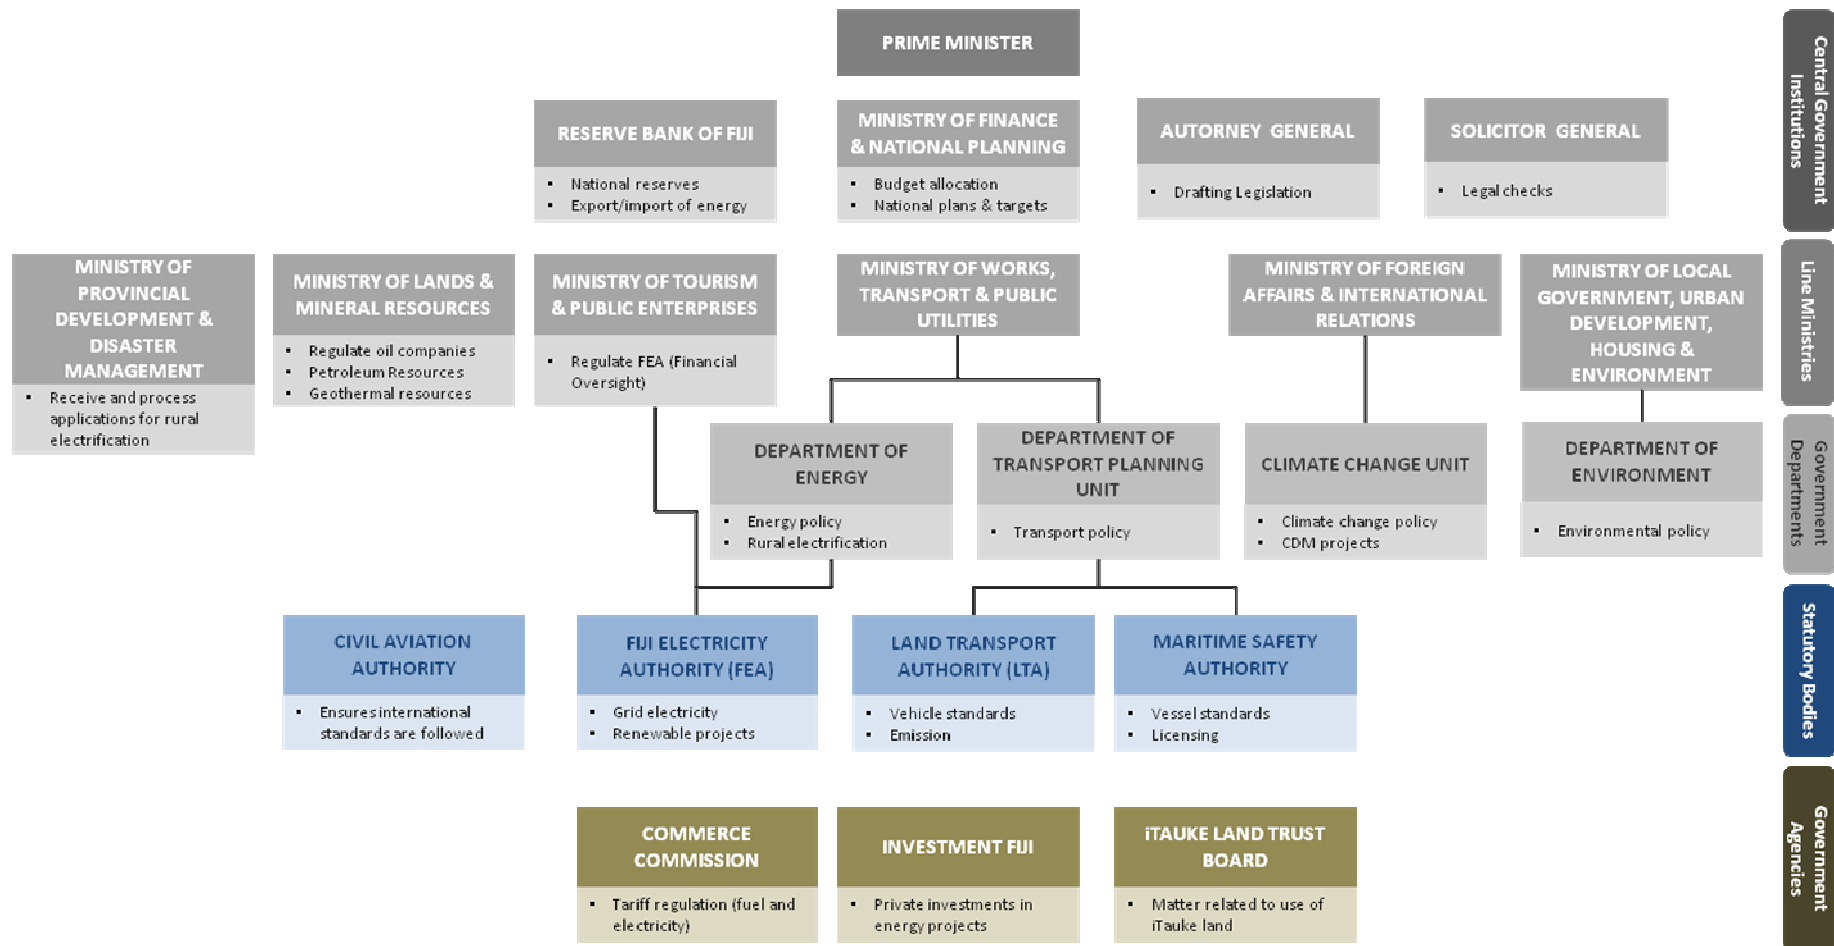 PRIME MINISTER
Central Government
Institutions
RESERVE BANK OF FIJI
▪ National reserves
▪ Export/import of energy
MINISTRY OF FINANCE
& NATIONAL PLANNING
▪ Budget allocation
▪ National plans & targets
AUTORNEY GENERAL
▪ Drafting Legislation
SOLICITOR GENERAL
▪ Legal checks
MINISTRY OF
PROVINCIAL
DEVELOPMENT &
DISASTER
MANAGEMENT
▪ Receive and process
applications for rural
electrification
MINISTRY OF LANDS &
MINERAL RESOURCES
▪ Regulate oil companies
▪ Petroleum Resources
▪ Geothermal resources
MINISTRY OF TOURISM
& PUBLIC ENTERPRISES
▪ Regulate FEA (Financial
Oversight)
MINISTRY OF WORKS,
TRANSPORT & PUBLIC
UTILITIES
MINISTRY OF FOREIGN
AFFAIRS & INTERNATIONAL
RELATIONS
MINISTRY OF LOCAL
GOVERNMENT, URBAN
DEVELOPMENT,
HOUSING &
ENVIRONMENT
Line Ministries
DEPARTMENT OF
ENERGY
▪ Energy policy
▪ Rural electrification
DEPARTMENT OF
TRANSPORT PLANNING
UNIT
▪ Transport policy
CLIMATE CHANGE UNIT
▪ Climate change policy
▪ CDM projects
DEPARTMENT OF
ENVIRONMENT
▪ Environmental policy
Government
Departments
CIVIL AVIATION
AUTHORITY
▪ Ensures international
standards are followed
FIJI ELECTRICITY
AUTHORITY (FEA)
▪ Grid electricity
▪ Renewable projects
LAND TRANSPORT
AUTHORITY (LTA)
▪ Vehicle standards
▪ Emission
MARITIME SAFETY
AUTHORITY
▪ Vessel standards
▪ Licensing
Statutory Bodies
COMMERCE
COMMISSION
▪ Tariff regulation (fuel and
electricity)
INVESTMENT FIJI
▪ Private investments in
energy projects
iTAUKE LAND TRUST
BOARD
▪ Matter related to use of
iTauke land
Government
Agencies